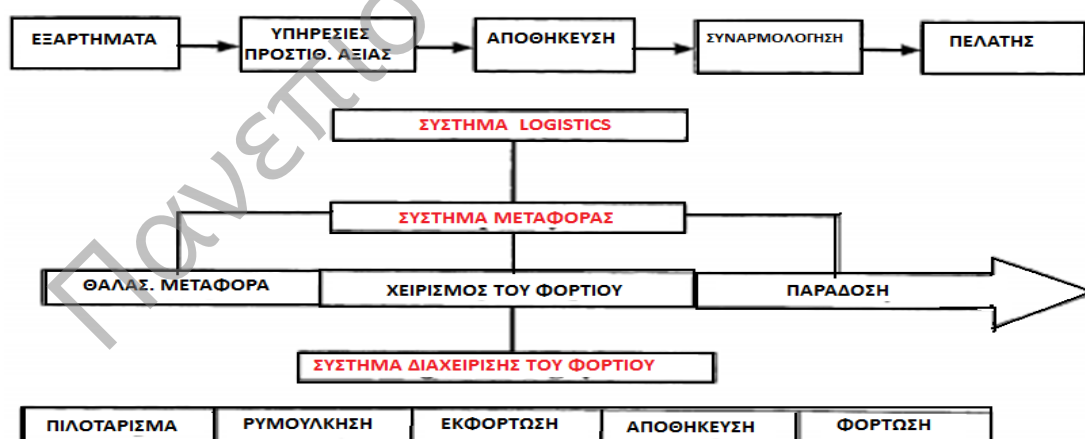 ΕΞΑΡΤΗΜΑΤΑ
ΥΠΗΡΕΣΙΕΣ
ΠΡΟΣΤΙΘ. ΑΞΙΑΣ
ΑΠΟΘΗΚΕΥΣΗ
ΣΥΝΑΡΜΟΛΟΓΗΣΗ
ΠΕΛΑΤΗΣ
ΣΥΣΤΗΜΑ LOGISTICS
ΣΥΣΤΗΜΑ ΜΕΤΑΦΟΡΑΣ
ΘΑΛΑΣ. ΜΕΤΑΦΟΡΑ
ΧΕΙΡΙΣΜΟΣ ΤΟΥ ΦΟΡΤΙΟΥ
ΠΑΡΑΔΟΣΗ
ΣΥΣΤΗΜΑ ΔΙΑΧΕΙΡΙΣΗΣ ΤΟΥ ΦΟΡΤΙΟΥ
ΠΙΛΟΤΑΡΙΣΜΑ
ΡΥΜΟΥΛΚΗΣΗ
ΕΚΦΟΡΤΩΣΗ
ΑΠΟΘΗΚΕΥΣΗ
ΦΟΡΤΩΣΗ